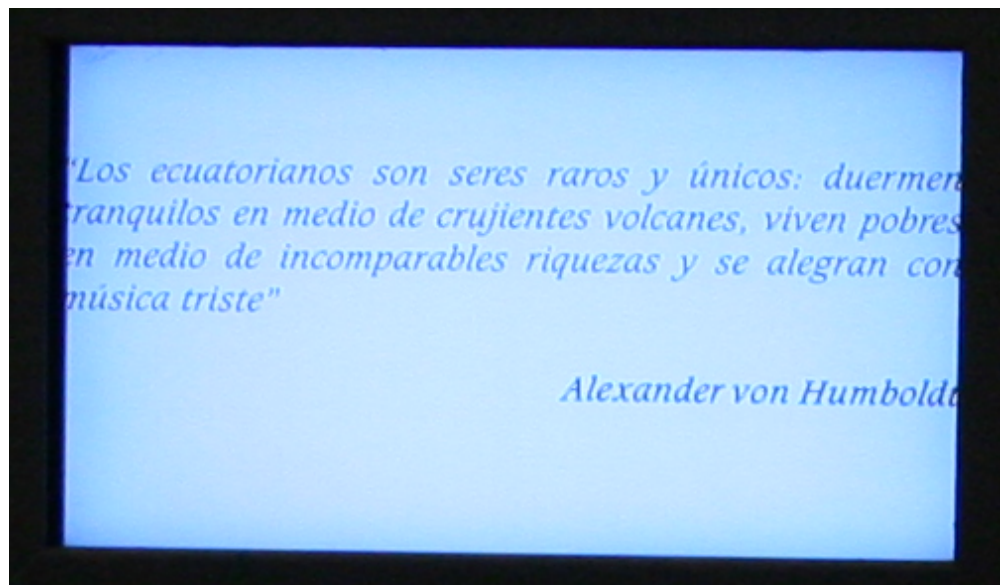 “Los ecuatorianos son seres raros y únicos: duermen
tranquilos en medio de crujientes volcanes, viven pobres
en medio de incomparables riquezas y se alegran con
música triste”
Alexander von Humboldt